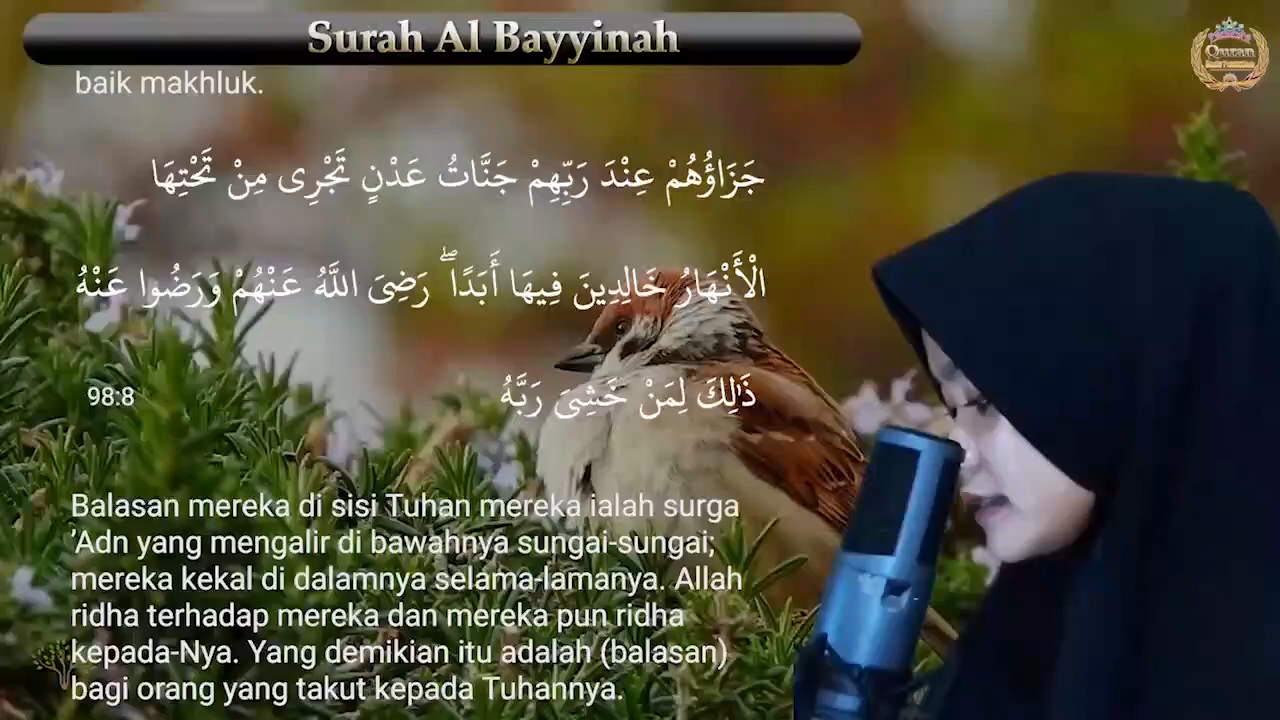 Surah Al Bayyinah
Quran
baik makhluk.
جَزَاؤُهُمْ عِنْدَ رَبِّهِمْ جَنَّاتُ عَدْنٍ تَجْرِى مِنْ تَحْتِهَا
الْأَنْهَارُ خَالِدِينَ فِيهَا أَبَدًا ۖ رَضِىَ اللَّهُ عَنْهُمْ وَرَضُوا عَنْهُ
ذَٰلِكَ لِمَنْ خَشِىَ رَبَّهُ
98:8
Balasan mereka di sisi Tuhan mereka ialah surga
'Adn yang mengalir di bawahnya sungai-sungai;
mereka kekal di dalamnya selama-lamanya. Allah
ridha terhadap mereka dan mereka pun ridha
kepada-Nya. Yang demikian itu adalah (balasan)
bagi orang yang takut kepada Tuhannya.